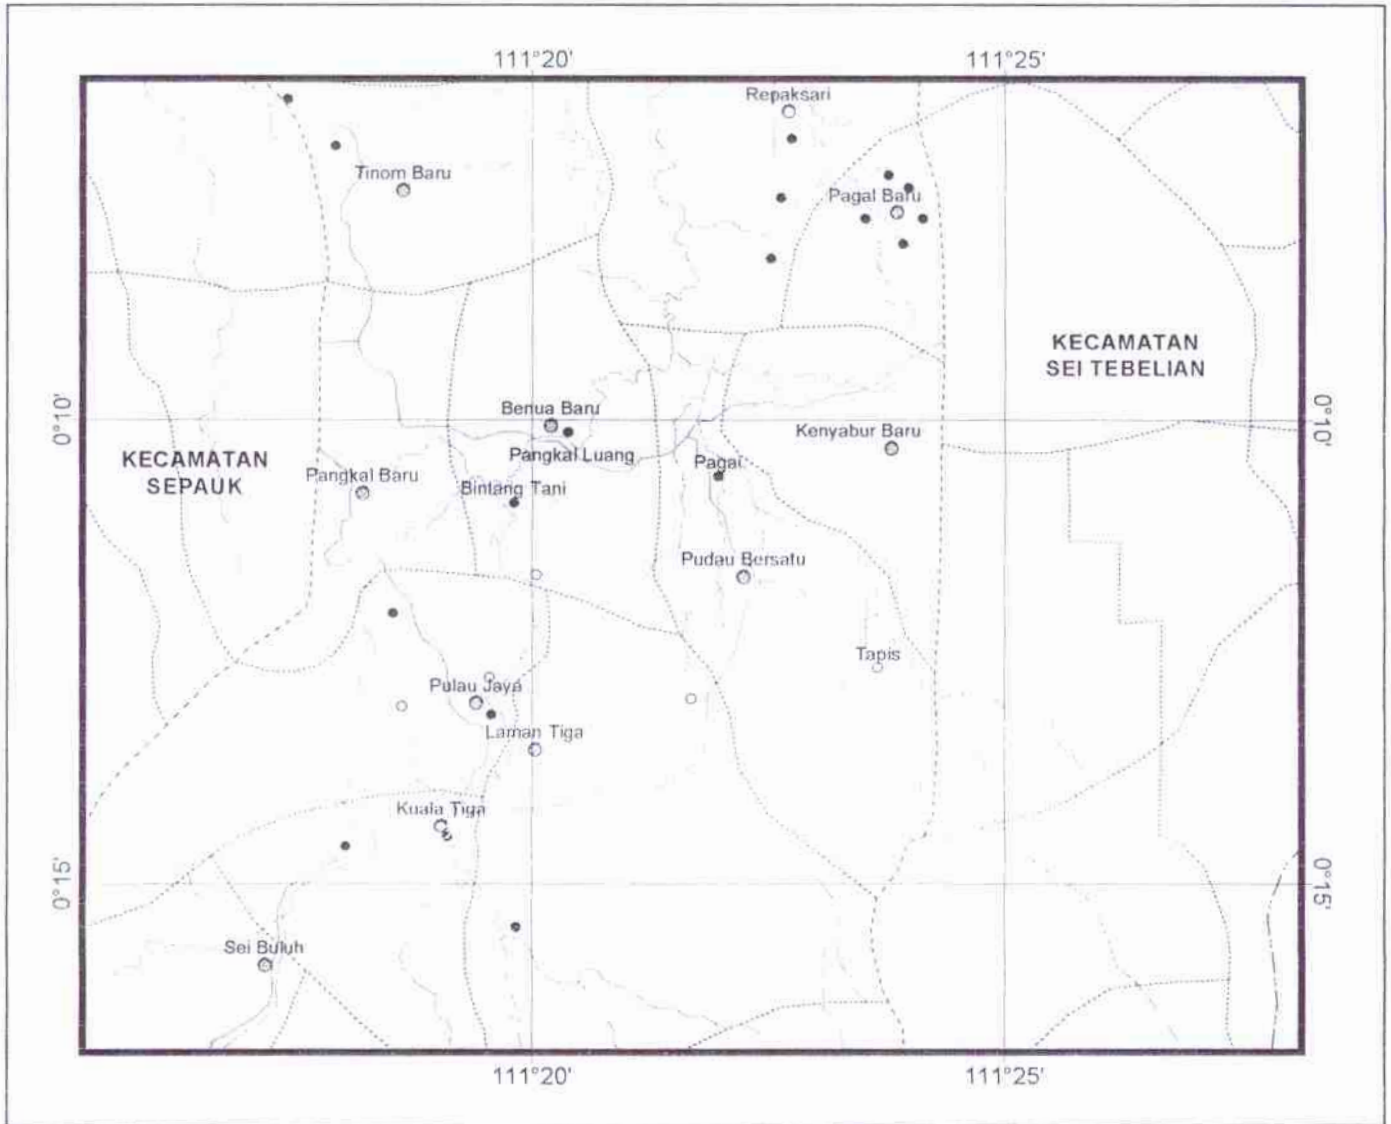 111°20'
111°25'
Repaksari
Tinom Baru
Pagal Baru
KECAMATAN
SEI TEBELIAN
0°10'
0°10'
Benua Baru
Kenyabur Baru
Pangkal Luang
KECAMATAN
SEPAUK
Pagai
Pangkal Baru
Bintang Tani
Pudau Bersatu
Tapis
Pulau Jaya
Laman Tiga
Kuala Tiga
0°15'
0°15'
Sei Buluh
111°20'
111°25'